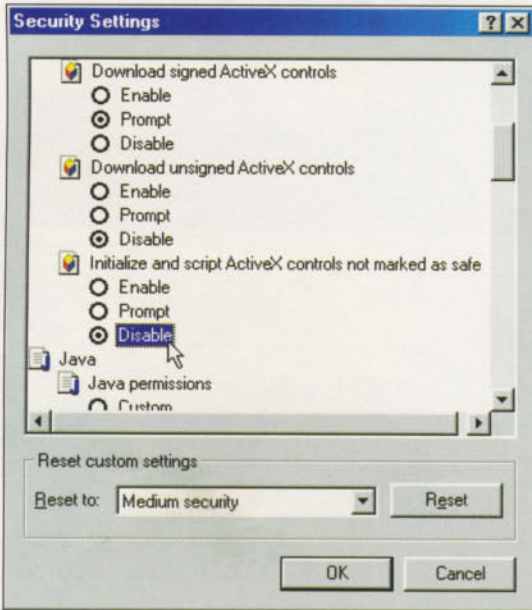 Security Settings
Download signed ActiveX controls
Enable
Prompt
Disable
Download unsigned ActiveX controls
Enable
Prompt
Disable
Initialize and script ActiveX controls not marked as safe
Enable
Prompt
Disable
Java
Java permissions
Custom
Reset custom settings
Reset to: Medium security Reset
OK Cancel